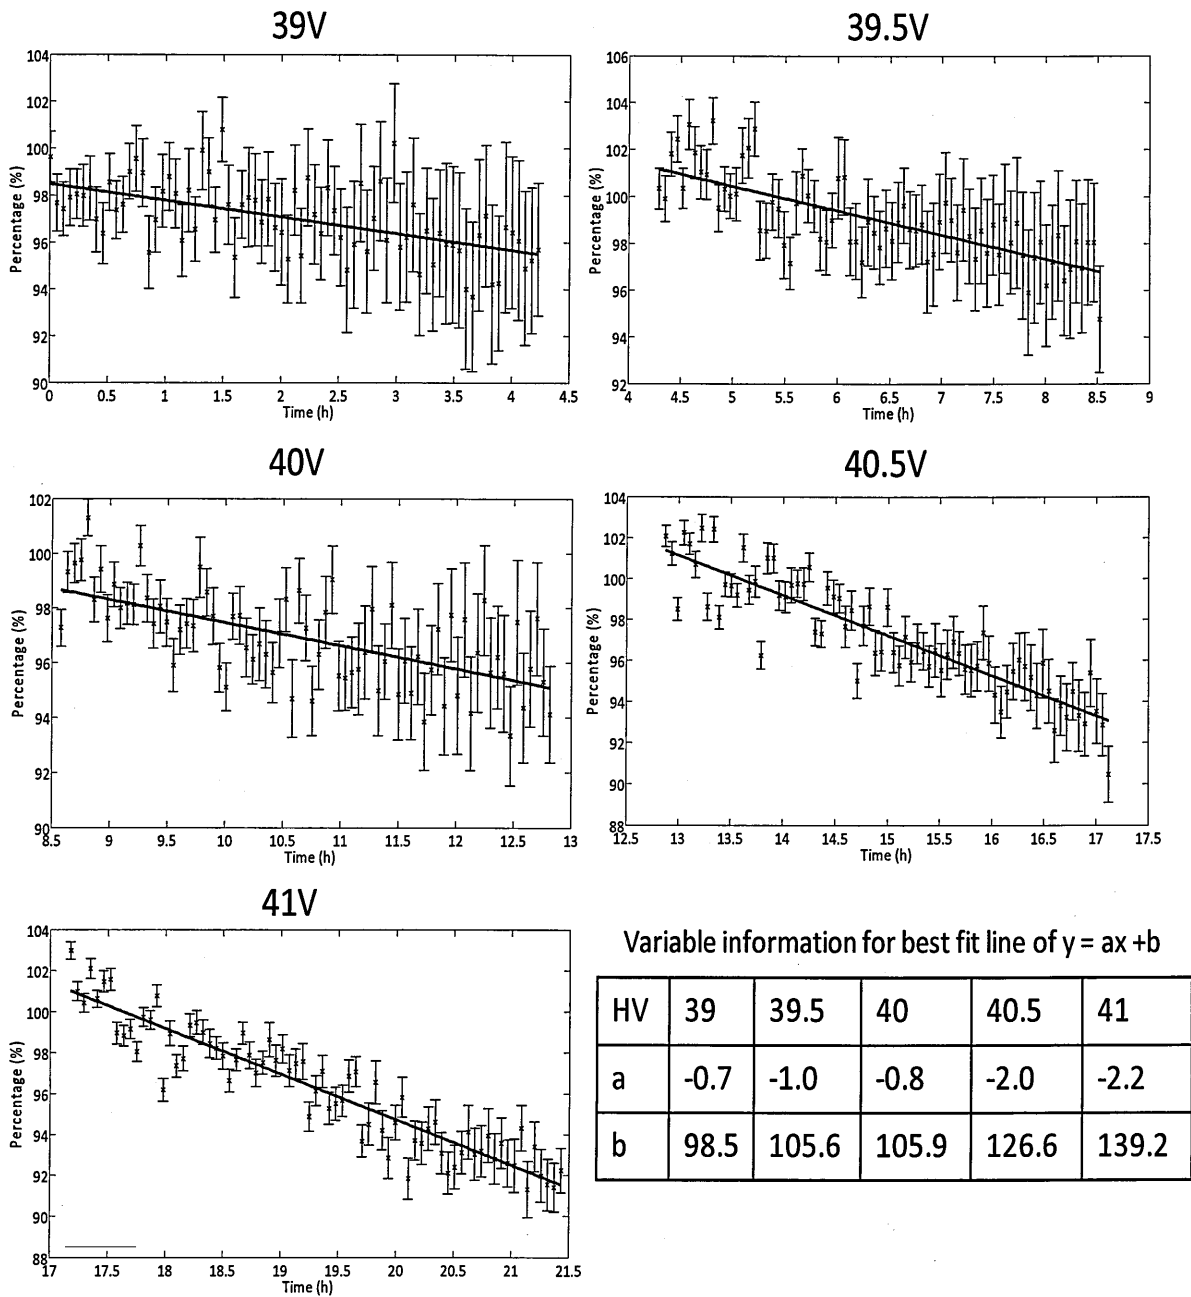 39V
104
102
100
98
96
94
92
90
Percentage (%)
0 0.5 1 1.5 2 2.5 3 3.5 4 4.5
Time (h)
39.5V
106
104
102
100
98
96
94
92
Percentage (%)
4 4.5 5 5.5 6 6.5 7 7.5 8 8.5 9
Time (h)
40V
102
100
98
96
94
92
90
Percentage (%)
8.5 9 9.5 10 10.5 11 11.5 12 12.5 13
Time (h)
40.5V
104
102
100
98
96
94
92
90
88
Percentage (%)
12.5 13 13.5 14 14.5 15 15.5 16 16.5 17 17.5
Time (h)
41V
104
102
100
98
96
94
92
90
88
Percentage (%)
17 17.5 18 18.5 19 19.5 20 20.5 21 21.5
Time (h)
Variable information for best fit line of y = ax +b
HV 39 39.5 40 40.5 41
a -0.7 -1.0 -0.8 -2.0 -2.2
b 98.5 105.6 105.9 126.6 139.2